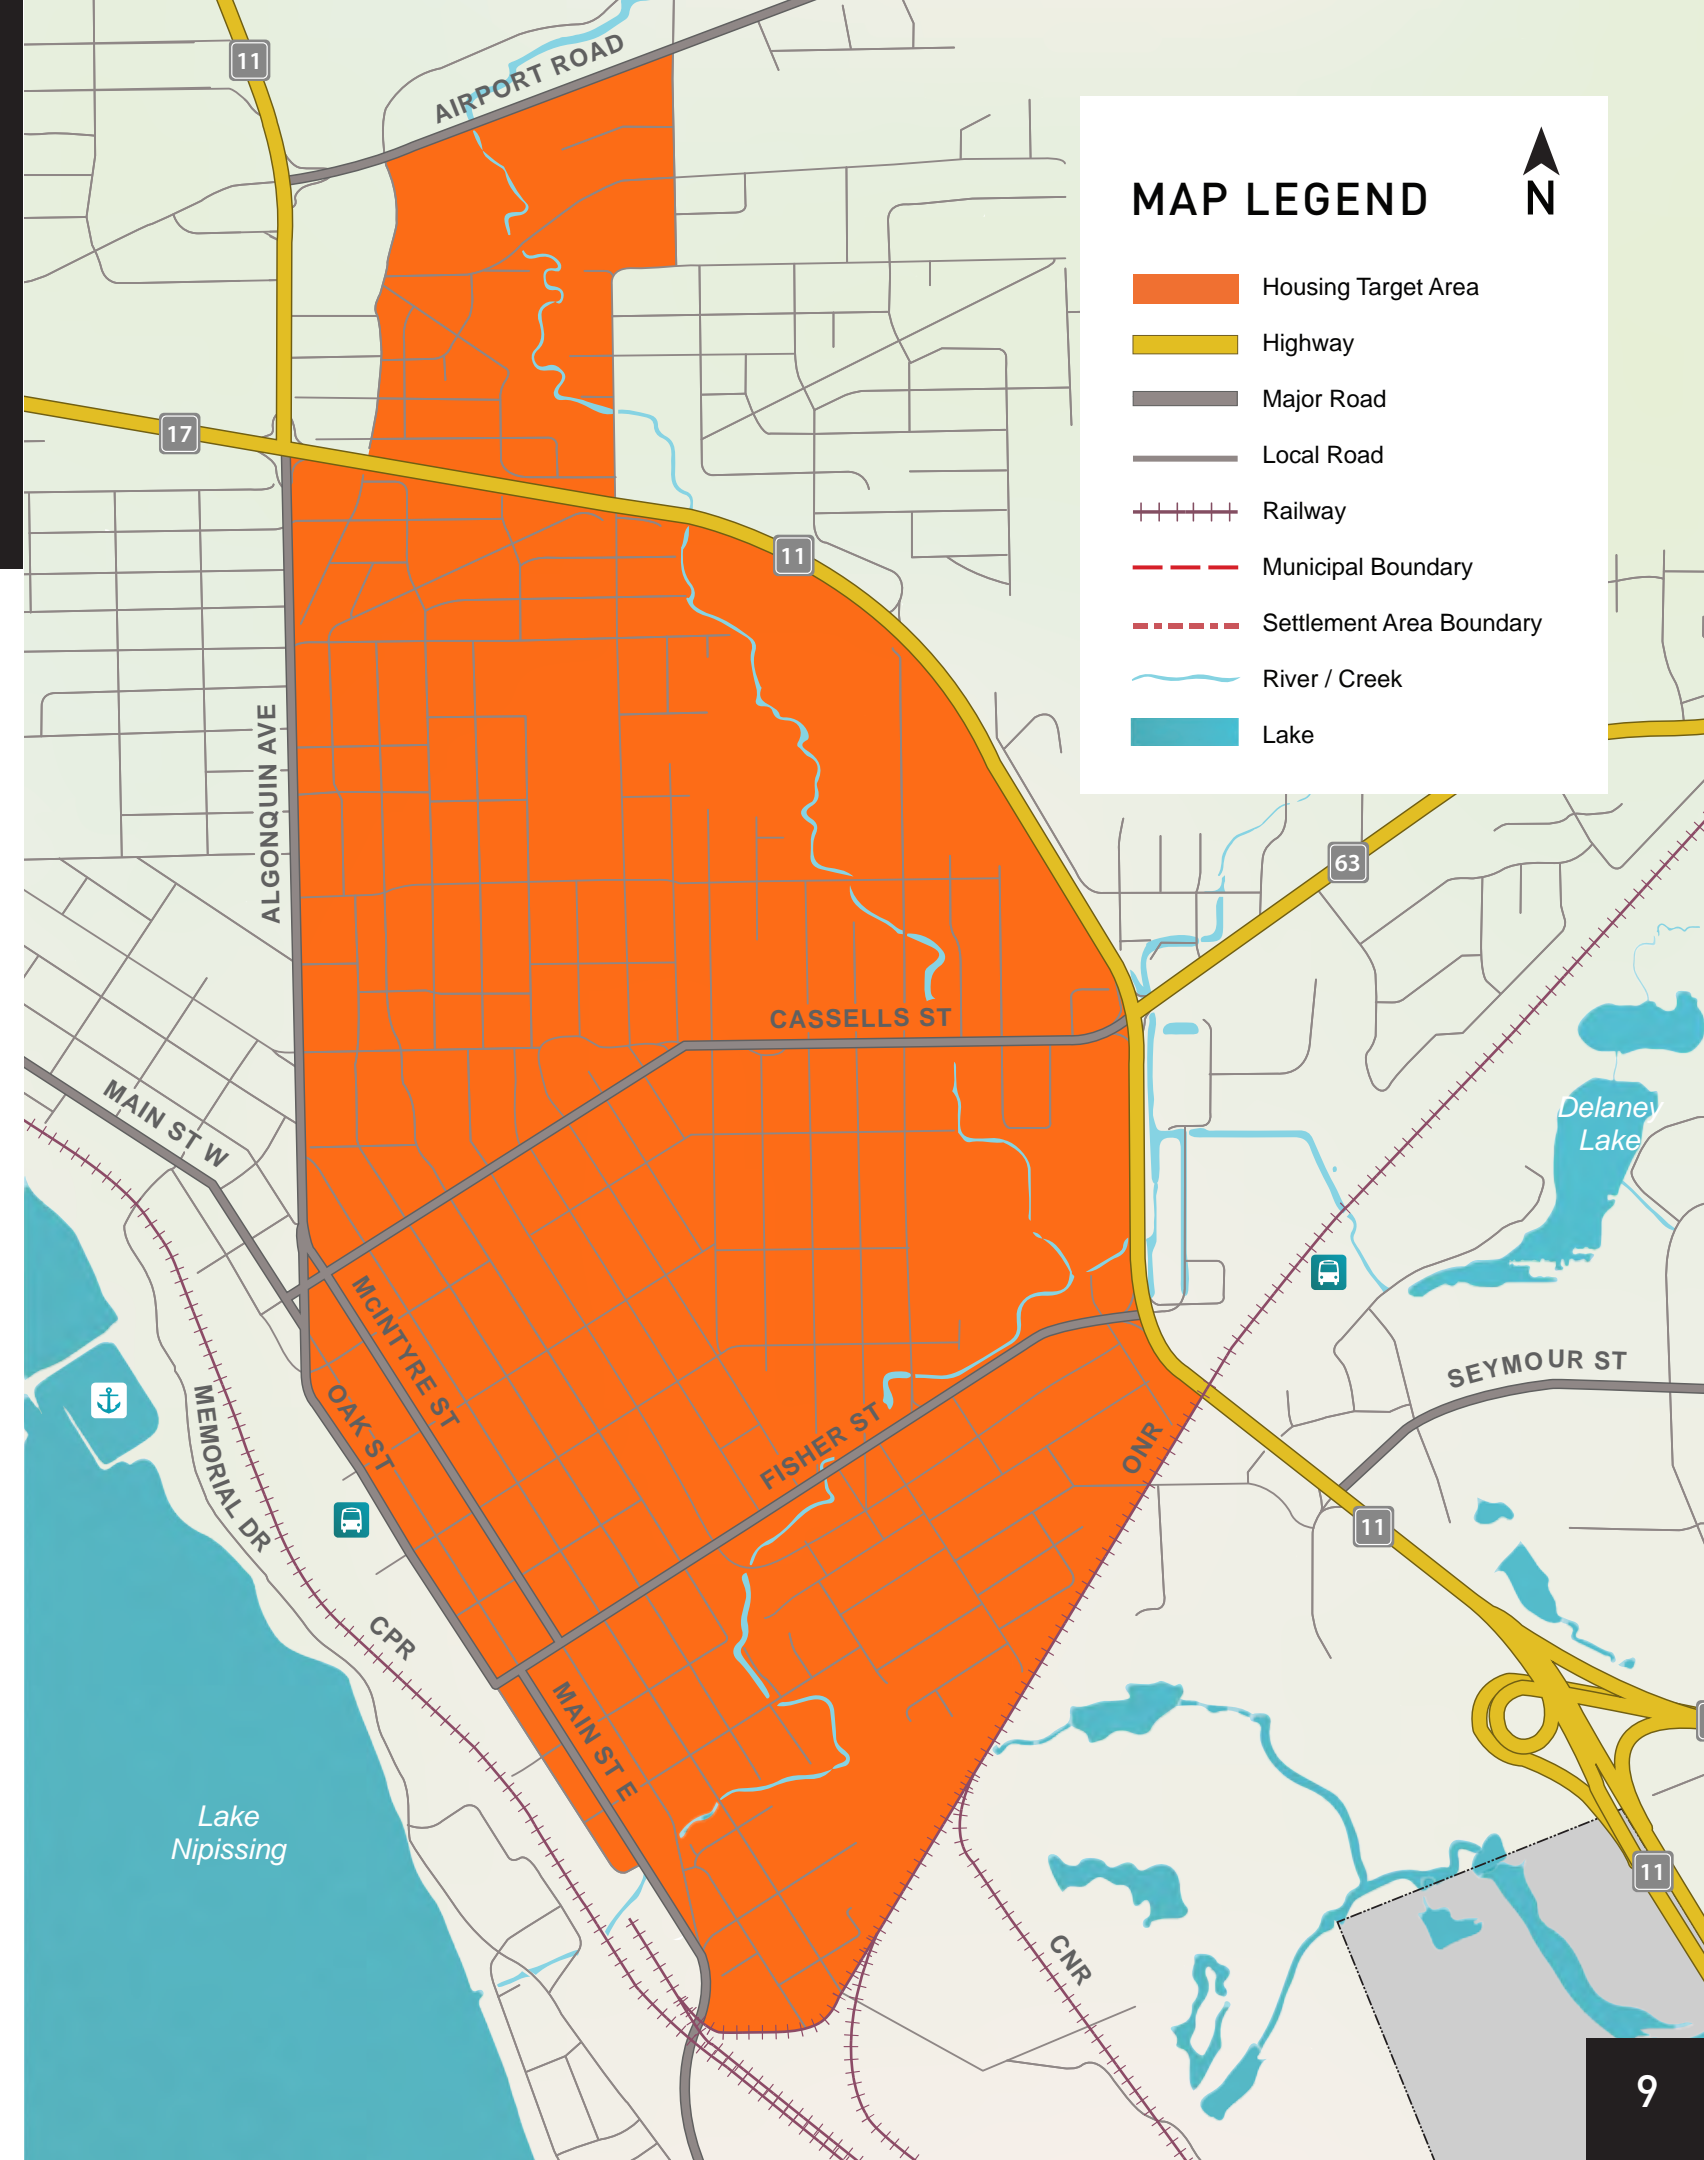 11
AIRPORT ROAD
MAP LEGEND
N
Housing Target Area
Highway
Major Road
Local Road
Railway
Municipal Boundary
Settlement Area Boundary
River / Creek
Lake
17
11
ALGONQUIN AVE
63
CASSELLS ST
MAIN ST W
Delaney
Lake
McINTYRE ST
OAK ST
MEMORIAL DR
FISHER ST
ONR
SEYMOUR ST
11
CPR
MAIN ST E
Lake
Nipissing
11
CNR
9